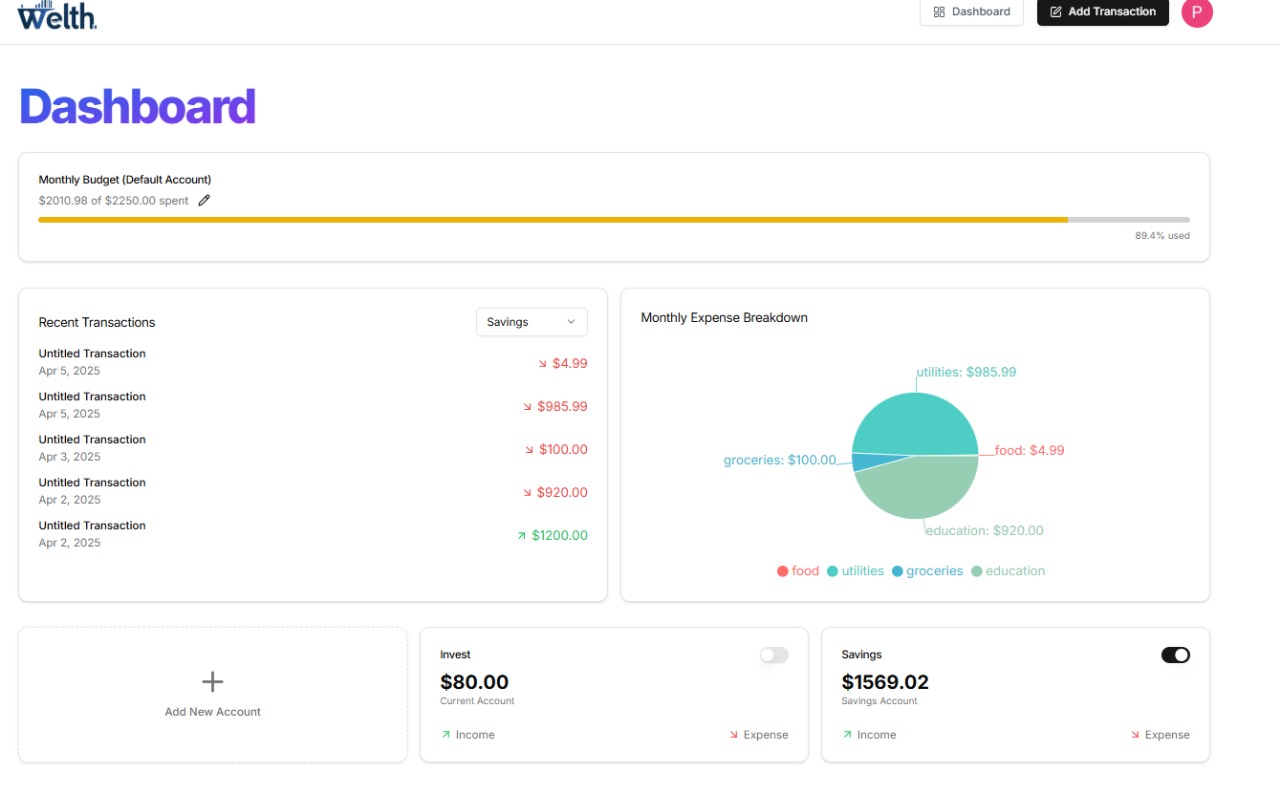 Welth.
Dashboard
Add Transaction
P
Dashboard
Monthly Budget (Default Account)
$2010.98 of $2250.00 spent
89.4% used
Recent Transactions
Savings
Untitled Transaction
Apr 5, 2025
$4.99
Untitled Transaction
Apr 5, 2025
$985.99
Untitled Transaction
Apr 3, 2025
$100.00
Untitled Transaction
Apr 2, 2025
$920.00
Untitled Transaction
Apr 2, 2025
$1200.00
Monthly Expense Breakdown
utilities: $985.99
food: $4.99
groceries: $100.00
education: $920.00
food utilities groceries education
Add New Account
Invest
$80.00
Current Account
Income
Expense
Savings
$1569.02
Savings Account
Income
Expense